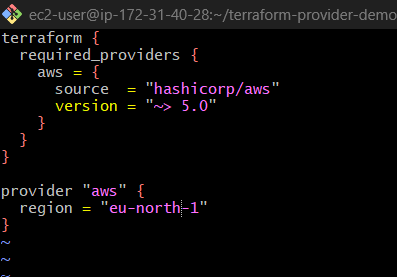 ec2-user@ip-172-31-40-28:~/terraform-provider-demo
terraform {
  required_providers {
    aws = {
      source  = "hashicorp/aws"
      version = "~> 5.0"
    }
  }
}

provider "aws" {
  region = "eu-north-1"
}
~
~
~